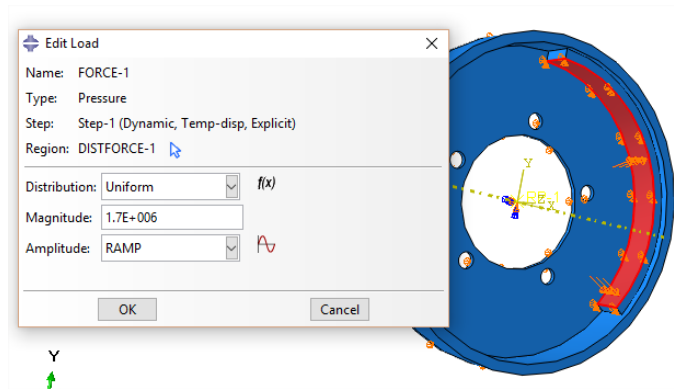 Edit Load
Name: FORCE-1
Type: Pressure
Step: Step-1 (Dynamic, Temp-disp, Explicit)
Region: DISTFORCE-1
Distribution: Uniform f(x)
Magnitude: 1.7E+006
Amplitude: RAMP
OK Cancel
Y
X
Y